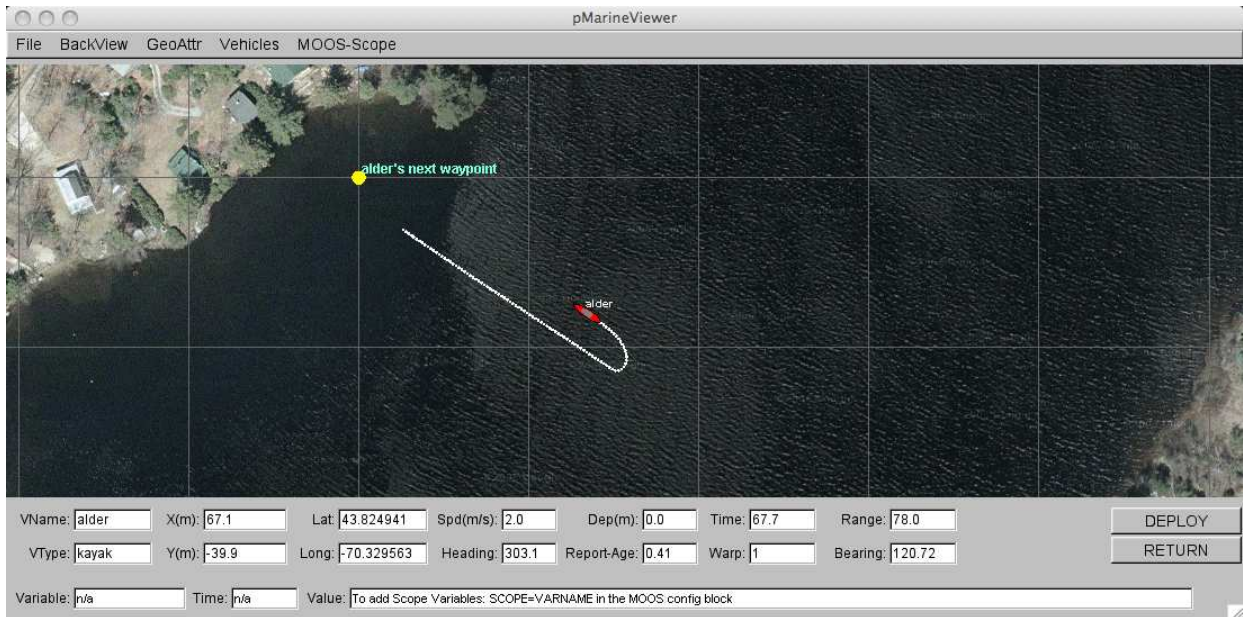 pMarineViewer
File BackView GeoAttr Vehicles MOOS-Scope
alder's next waypoint
alder
VName: alder X(m): 67.1 Lat: 43.824941 Spd(m/s): 2.0 Dep(m): 0.0 Time: 67.7 Range: 78.0 DEPLOY
VType: kayak Y(m): -39.9 Long: -70.329563 Heading: 303.1 Report-Age: 0.41 Warp: 1 Bearing: 120.72 RETURN
Variable: n/a Time: n/a Value: To add Scope Variables: SCOPE=VARNAME in the MOOS config block